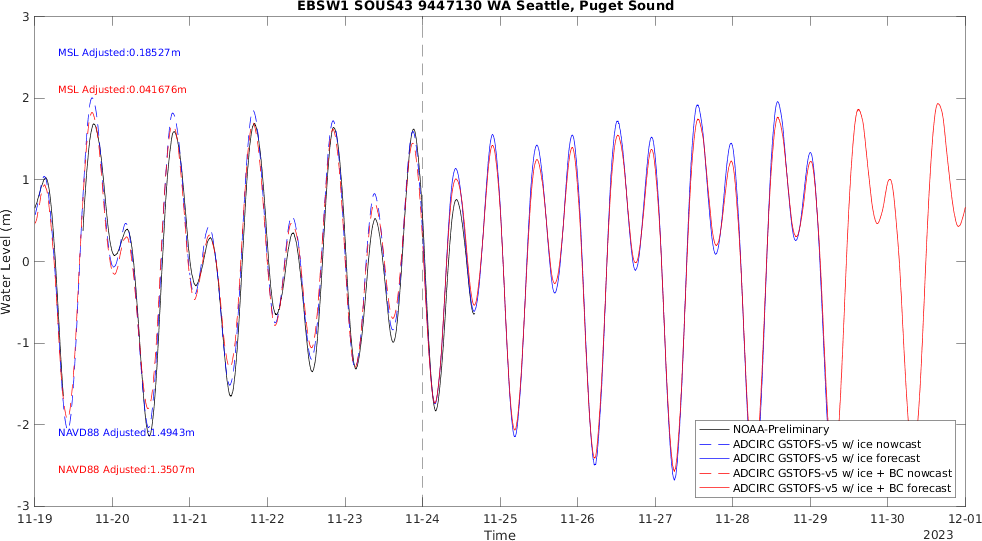 EBSW1 SOUS43 9447130 WA Seattle, Puget Sound
3
2
1
0
-1
-2
-3
Water Level (m)
MSL Adjusted:0.18527m
MSL Adjusted:0.041676m
NAVD88 Adjusted:1.4943m
NAVD88 Adjusted:1.3507m
NOAA-Preliminary
ADCIRC GSTOFS-v5 w/ ice nowcast
ADCIRC GSTOFS-v5 w/ ice forecast
ADCIRC GSTOFS-v5 w/ ice + BC nowcast
ADCIRC GSTOFS-v5 w/ ice + BC forecast
11-19 11-20 11-21 11-22 11-23 11-24 11-25 11-26 11-27 11-28 11-29 11-30 12-01
Time
2023